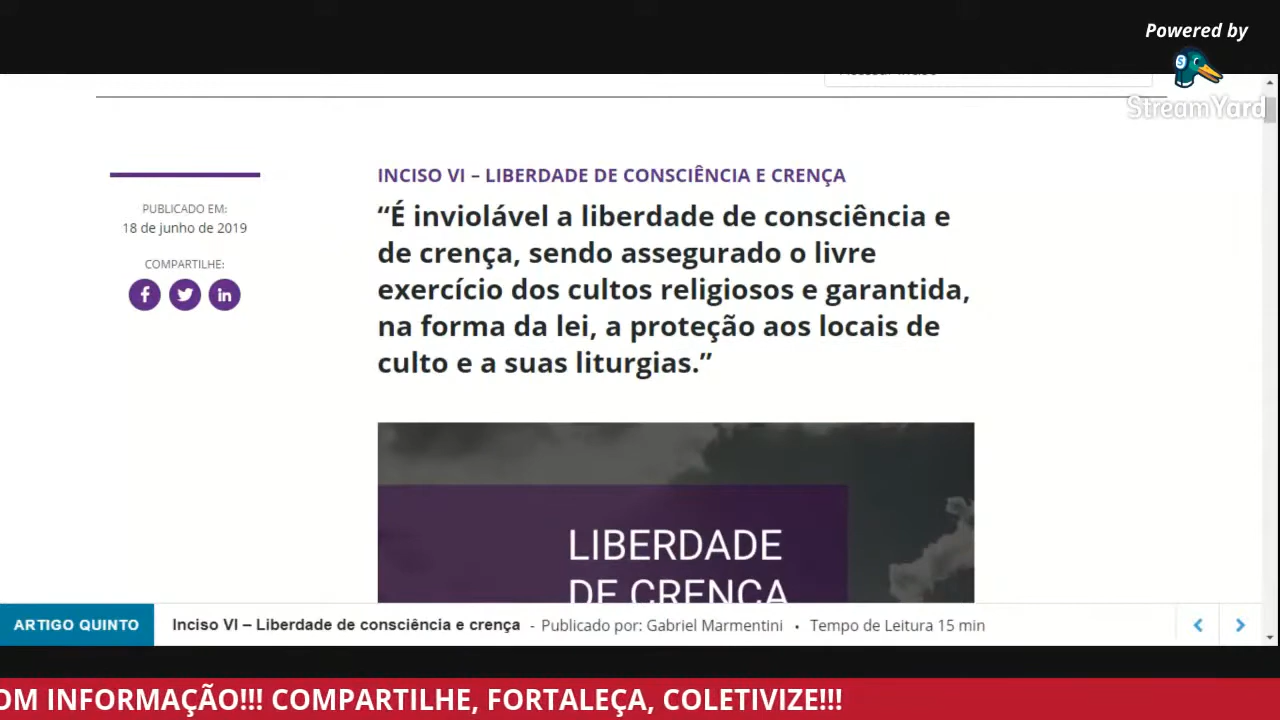 Powered by
StreamYard
INCISO VI – LIBERDADE DE CONSCIÊNCIA E CRENÇA
PUBLICADO EM:
18 de junho de 2019
COMPARTILHE:
“É inviolável a liberdade de consciência e
de crença, sendo assegurado o livre
exercício dos cultos religiosos e garantida,
na forma da lei, a proteção aos locais de
culto e a suas liturgias.”
LIBERDADE
DE CRENÇA
ARTIGO QUINTO
Inciso VI – Liberdade de consciência e crença - Publicado por: Gabriel Marmentini • Tempo de Leitura 15 min
OM INFORMAÇÃO!!! COMPARTILHE, FORTALEÇA, COLETIVIZE!!!